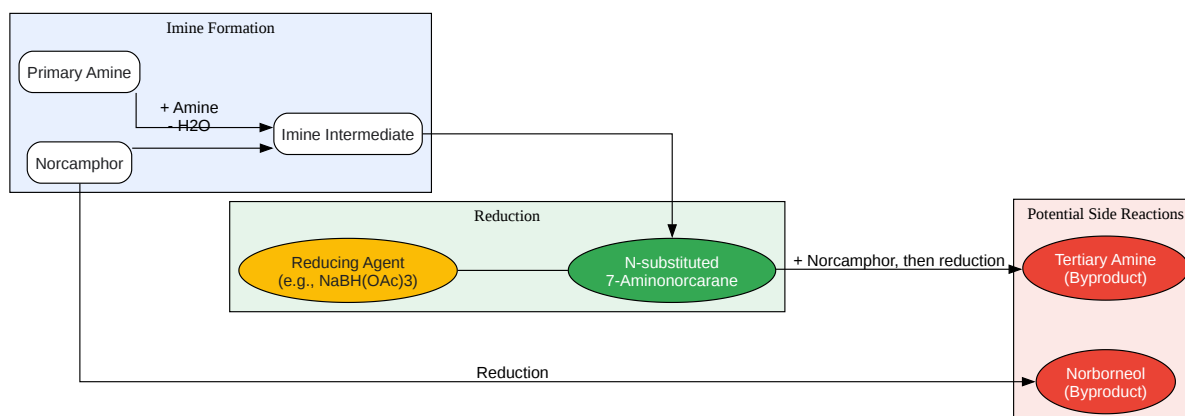 Imine Formation
Primary Amine
+ Amine
- H2O
Imine Intermediate
Norcamphor
Reduction
Reducing Agent
(e.g., NaBH(OAc)3)
N-substituted
7-Aminonorcarane
+ Norcamphor, then reduction
Potential Side Reactions
Tertiary Amine
(Byproduct)
Reduction
Norborneol
(Byproduct)